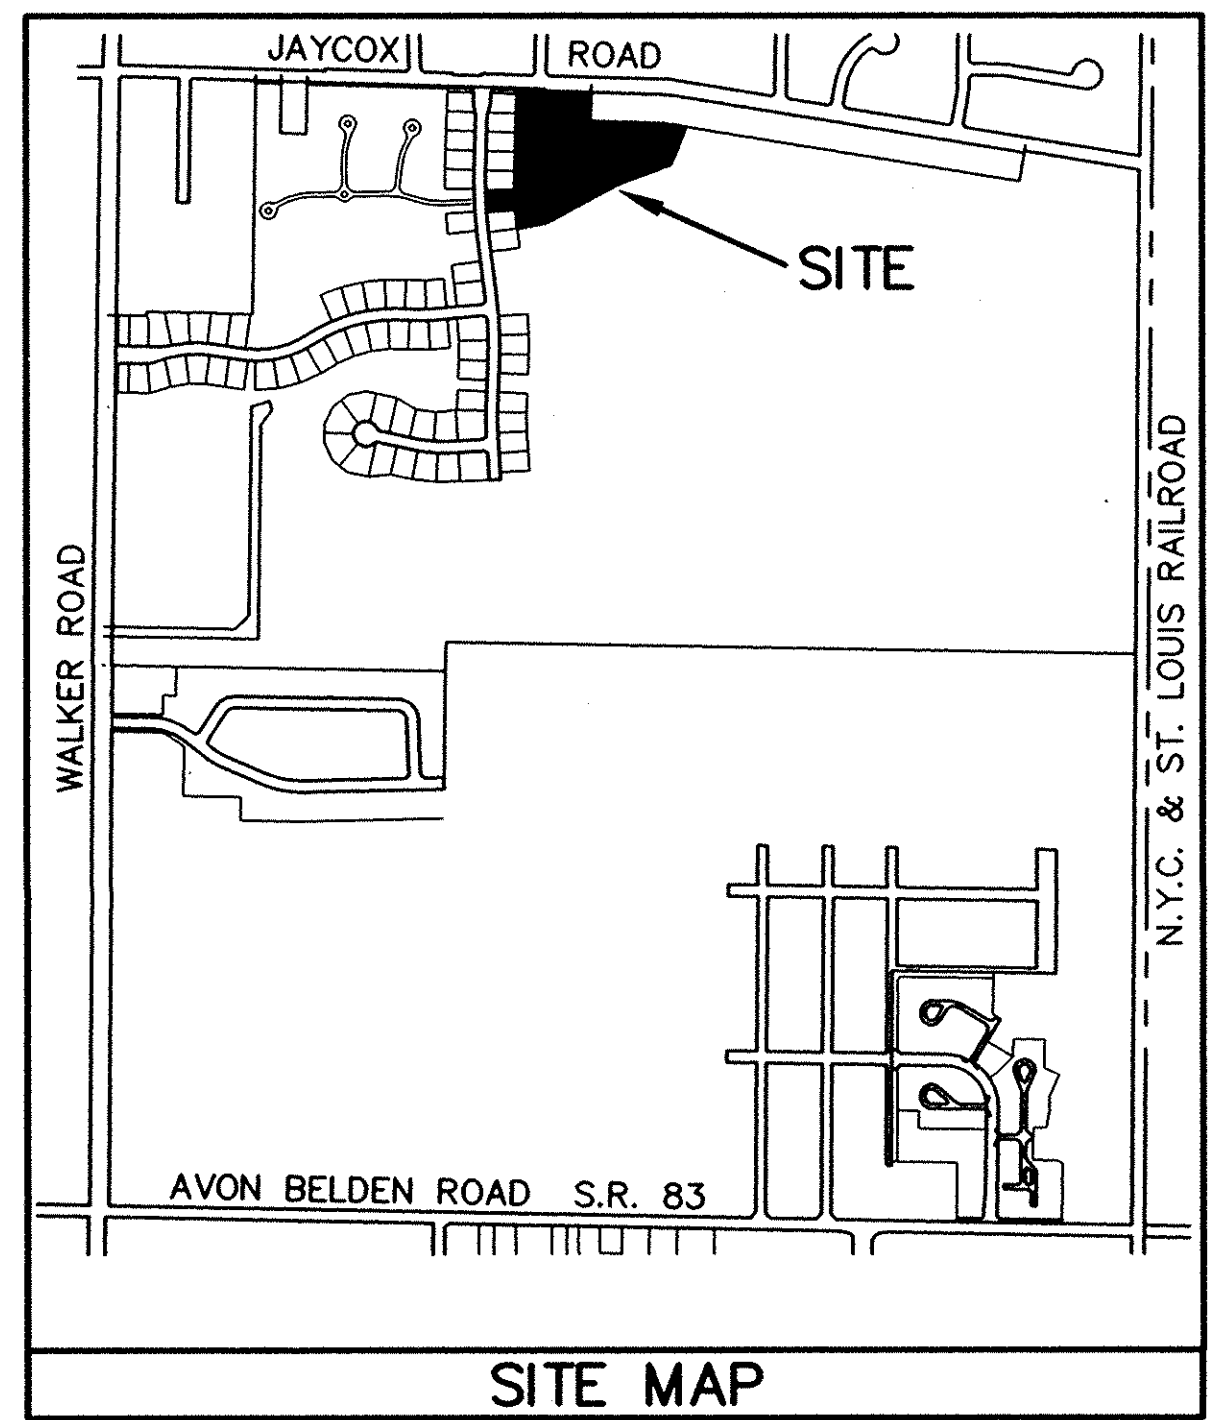 JAYCOX ROAD
SITE
WALKER ROAD
N.Y.C. & ST. LOUIS RAILROAD
AVON BELDEN ROAD S.R. 83
SITE MAP